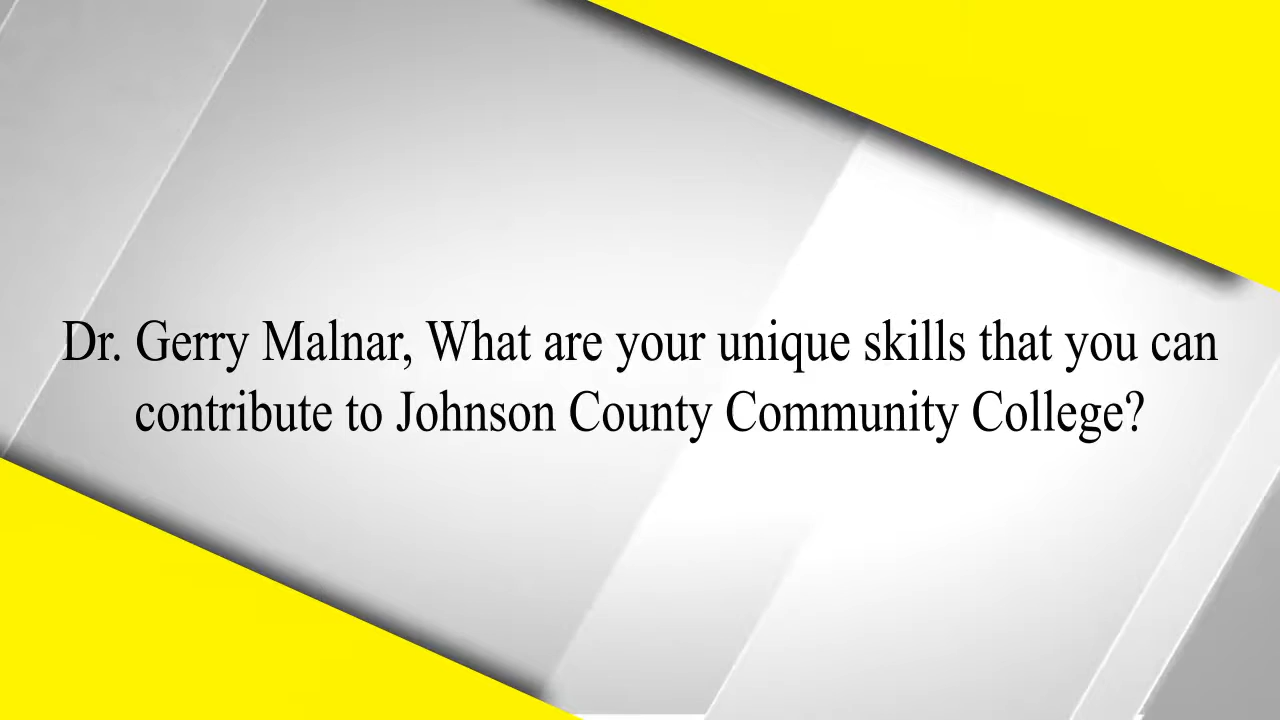 Dr. Gerry Malnar, What are your unique skills that you can
contribute to Johnson County Community College?